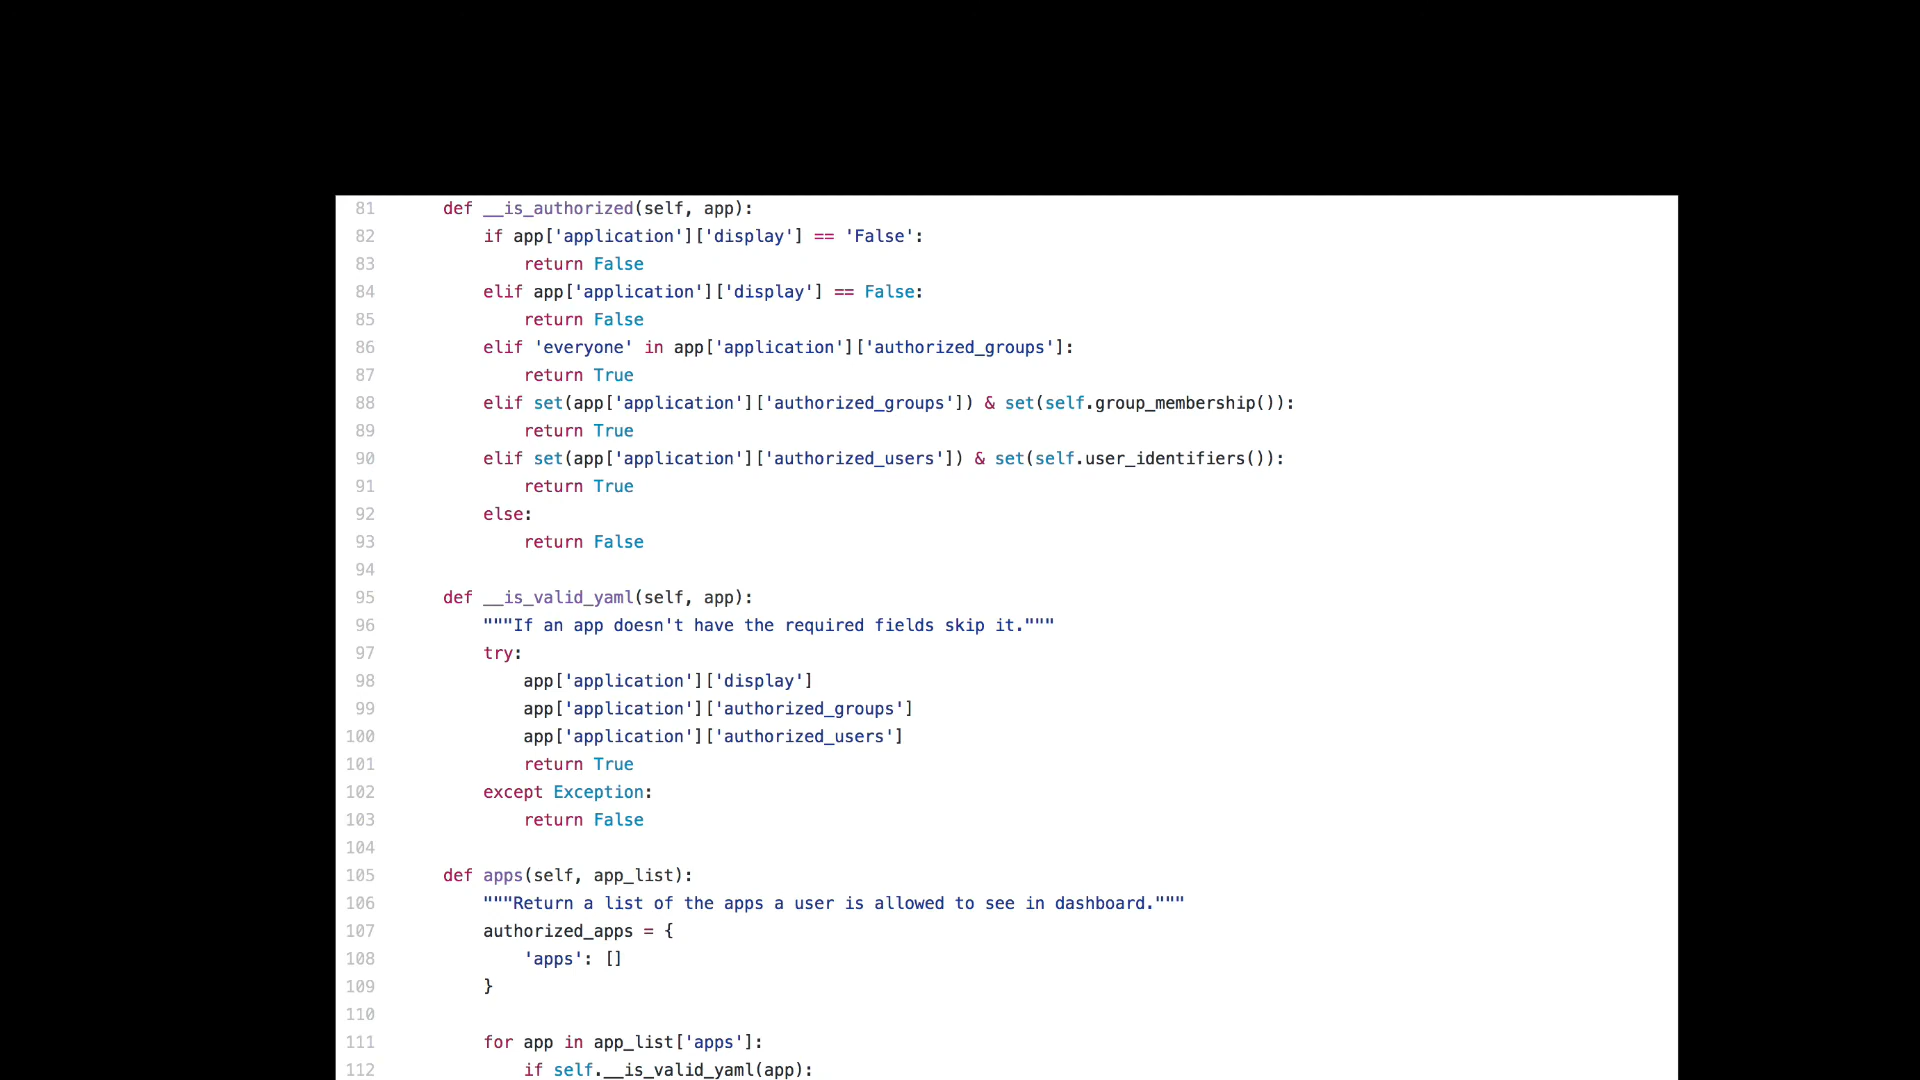 81 def __is_authorized(self, app):
82 if app['application']['display'] == 'False':
83 return False
84 elif app['application']['display'] == False:
85 return False
86 elif 'everyone' in app['application']['authorized_groups']:
87 return True
88 elif set(app['application']['authorized_groups']) & set(self.group_membership()):
89 return True
90 elif set(app['application']['authorized_users']) & set(self.user_identifiers()):
91 return True
92 else:
93 return False
94
95 def __is_valid_yaml(self, app):
96 """If an app doesn't have the required fields skip it."""
97 try:
98 app['application']['display']
99 app['application']['authorized_groups']
100 app['application']['authorized_users']
101 return True
102 except Exception:
103 return False
104
105 def apps(self, app_list):
106 """Return a list of the apps a user is allowed to see in dashboard."""
107 authorized_apps = {
108 'apps': []
109 }
110
111 for app in app_list['apps']:
112 if self.__is_valid_yaml(app):